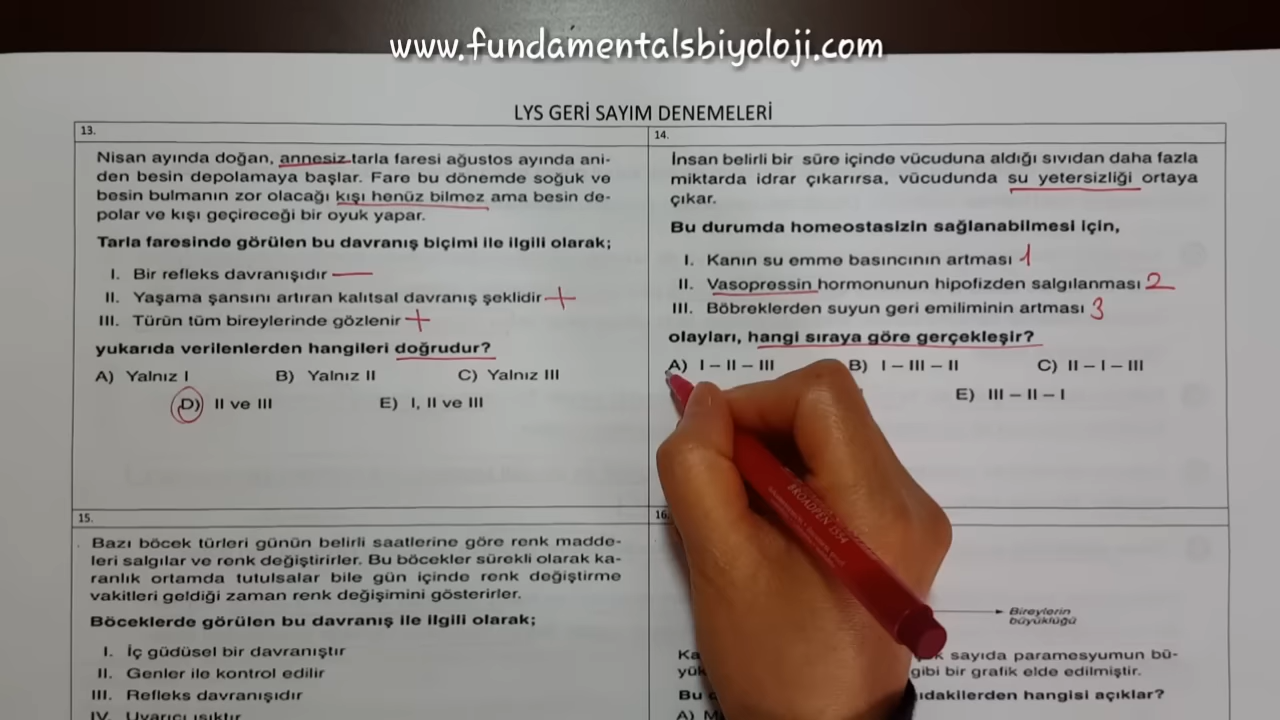 www.fundamentalsbiyoloji.com
LYS GERİ SAYIM DENEMELERİ
13.
Nisan ayında doğan, annesiz tarla faresi ağustos ayında ani-
den besin depolamaya başlar. Fare bu dönemde soğuk ve
besin bulmanın zor olacağı kışı henüz bilmez ama besin de-
polar ve kışı geçireceği bir oyuk yapar.
Tarla faresinde görülen bu davranış biçimi ile ilgili olarak;
I. Bir refleks davranışıdır —
II. Yaşama şansını artıran kalıtsal davranış şeklidir +
III. Türün tüm bireylerinde gözlenir +
yukarıda verilenlerden hangileri doğrudur?
A) Yalnız I B) Yalnız II C) Yalnız III
D) II ve III E) I, II ve III
14.
İnsan belirli bir süre içinde vücuduna aldığı sıvıdan daha fazla
miktarda idrar çıkarırsa, vücudunda su yetersizliği ortaya
çıkar.
Bu durumda homeostasizin sağlanabilmesi için,
I. Kanın su emme basıncının artması 1
II. Vasopressin hormonunun hipofizden salgılanması 2
III. Böbreklerden suyun geri emiliminin artması 3
olayları, hangi sıraya göre gerçekleşir?
A) I – II – III B) I – III – II C) II – I – III
E) III – II – I
15.
Bazı böcek türleri günün belirli saatlerine göre renk madde-
leri salgılar ve renk değiştirirler. Bu böcekler sürekli olarak ka-
ranlık ortamda tutulsalar bile gün içinde renk değiştirme
vakitleri geldiği zaman renk değişimini gösterirler.
Böceklerde görülen bu davranış ile ilgili olarak;
I. İç güdüsel bir davranıştır
II. Genler ile kontrol edilir
III. Refleks davranışıdır
IV. Uyarıcı ışıktır
16.
Bireylerin
büyüklüğü
sayıda paramesyumun bü-
gibi bir grafik elde edilmiştir.
Bu
hangisi açıklar?
A)
BROADPEN 1554